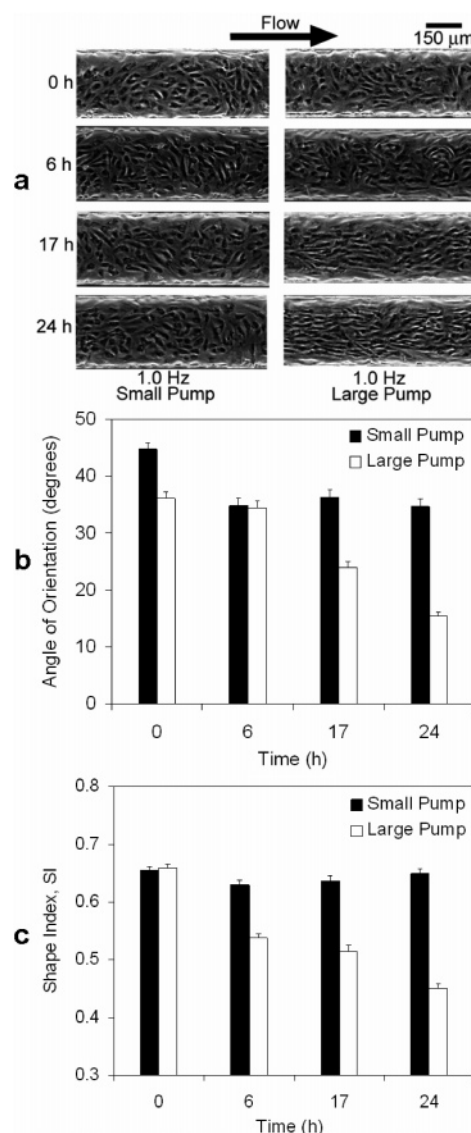 Flow
150 μm
0 h
6 h
a
17 h
24 h
1.0 Hz 1.0 Hz
Small Pump Large Pump
50
40
30
20
10
0
Angle of Orientation (degrees)
b
Small Pump
Large Pump
0 6 17 24
Time (h)
0.8
0.7
0.6
0.5
0.4
0.3
Shape Index, SI
c
Small Pump
Large Pump
0 6 17 24
Time (h)